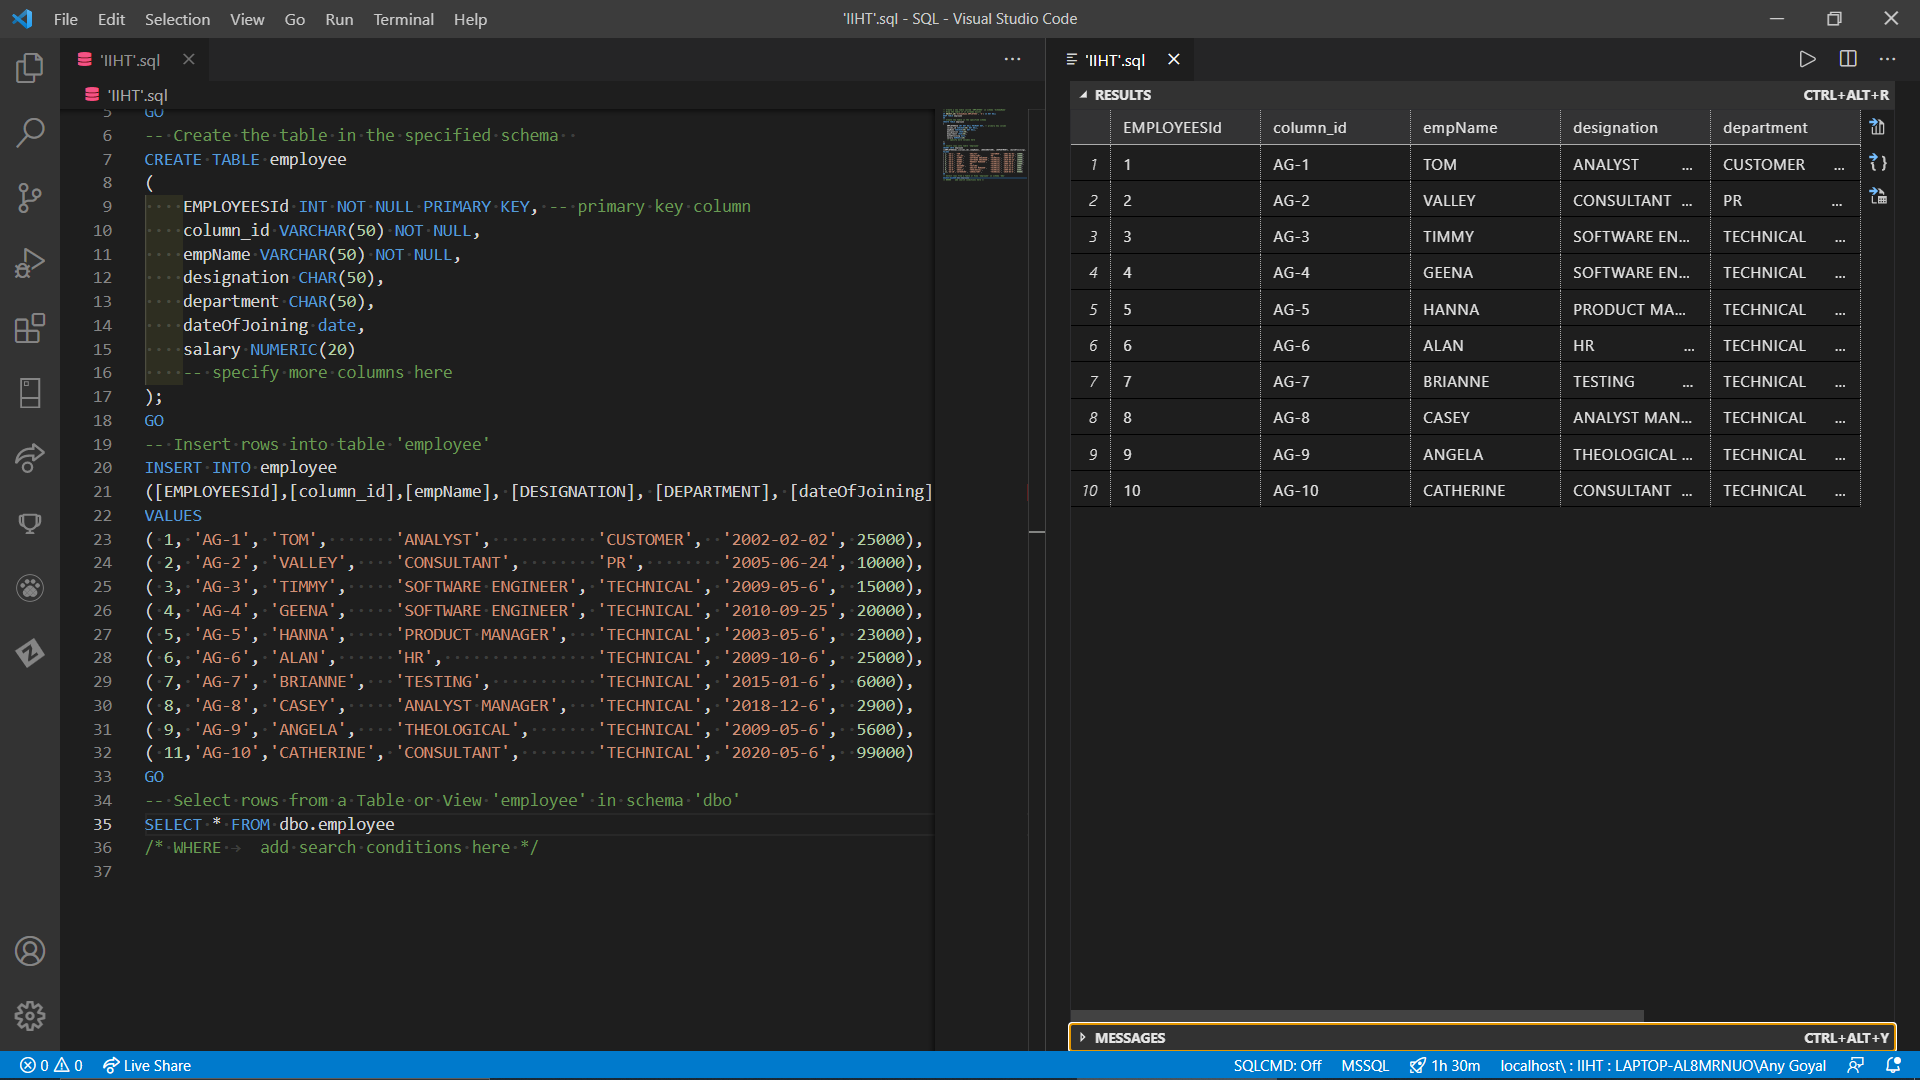 File Edit Selection View Go Run Terminal Help
'IIHT'.sql - SQL - Visual Studio Code
'IIHT'.sql
'IIHT'.sql
5 GO
6 -- Create the table in the specified schema
7 CREATE TABLE employee
8 (
9 EMPLOYEESId INT NOT NULL PRIMARY KEY, -- primary key column
10 column_id VARCHAR(50) NOT NULL,
11 empName VARCHAR(50) NOT NULL,
12 designation CHAR(50),
13 department CHAR(50),
14 dateOfJoining date,
15 salary NUMERIC(20)
16 -- specify more columns here
17 );
18 GO
19 -- Insert rows into table 'employee'
20 INSERT INTO employee
21 ([EMPLOYEESId],[column_id],[empName], [DESIGNATION], [DEPARTMENT], [dateOfJoining]
22 VALUES
23 ( 1, 'AG-1', 'TOM', 'ANALYST', 'CUSTOMER', '2002-02-02', 25000),
24 ( 2, 'AG-2', 'VALLEY', 'CONSULTANT', 'PR', '2005-06-24', 10000),
25 ( 3, 'AG-3', 'TIMMY', 'SOFTWARE ENGINEER', 'TECHNICAL', '2009-05-6', 15000),
26 ( 4, 'AG-4', 'GEENA', 'SOFTWARE ENGINEER', 'TECHNICAL', '2010-09-25', 20000),
27 ( 5, 'AG-5', 'HANNA', 'PRODUCT MANAGER', 'TECHNICAL', '2003-05-6', 23000),
28 ( 6, 'AG-6', 'ALAN', 'HR', 'TECHNICAL', '2009-10-6', 25000),
29 ( 7, 'AG-7', 'BRIANNE', 'TESTING', 'TECHNICAL', '2015-01-6', 6000),
30 ( 8, 'AG-8', 'CASEY', 'ANALYST MANAGER', 'TECHNICAL', '2018-12-6', 2900),
31 ( 9, 'AG-9', 'ANGELA', 'THEOLOGICAL', 'TECHNICAL', '2009-05-6', 5600),
32 ( 11,'AG-10','CATHERINE', 'CONSULTANT', 'TECHNICAL', '2020-05-6', 99000)
33 GO
34 -- Select rows from a Table or View 'employee' in schema 'dbo'
35 SELECT * FROM dbo.employee
36 /* WHERE add search conditions here */
37
'IIHT'.sql
RESULTS CTRL+ALT+R
EMPLOYEESId column_id empName designation department
1 1 AG-1 TOM ANALYST ... CUSTOMER ...
2 2 AG-2 VALLEY CONSULTANT ... PR ...
3 3 AG-3 TIMMY SOFTWARE EN... TECHNICAL ...
4 4 AG-4 GEENA SOFTWARE EN... TECHNICAL ...
5 5 AG-5 HANNA PRODUCT MA... TECHNICAL ...
6 6 AG-6 ALAN HR ... TECHNICAL ...
7 7 AG-7 BRIANNE TESTING ... TECHNICAL ...
8 8 AG-8 CASEY ANALYST MAN... TECHNICAL ...
9 9 AG-9 ANGELA THEOLOGICAL ... TECHNICAL ...
10 10 AG-10 CATHERINE CONSULTANT ... TECHNICAL ...
MESSAGES CTRL+ALT+Y
0 0 Live Share SQLCMD: Off MSSQL 1h 30m localhost\ : IIHT : LAPTOP-AL8MRNUO\Any Goyal